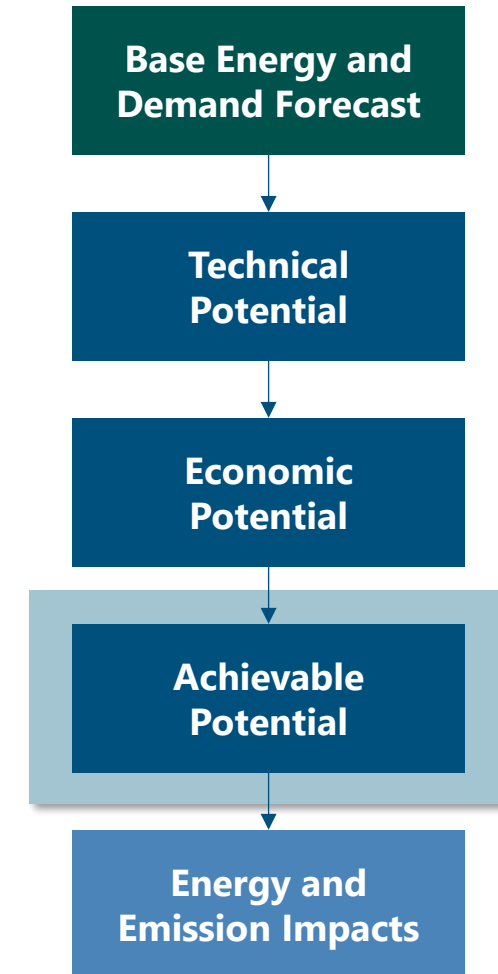 Base Energy and
Demand Forecast
Technical
Potential
Economic
Potential
Achievable
Potential
Energy and
Emission Impacts